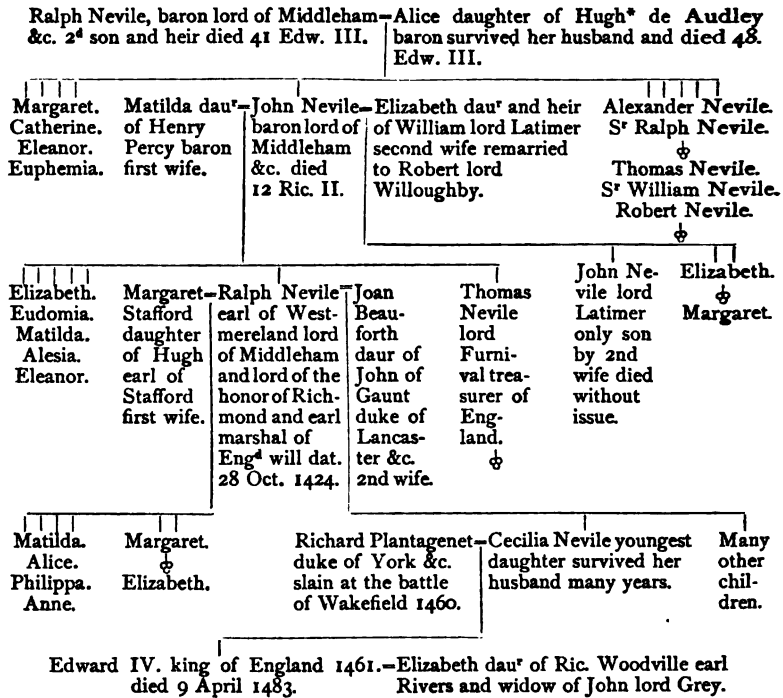 Ralph Nevile, baron lord of Middleham
&c. 2d son and heir died 41 Edw. III.
Alice daughter of Hugh* de Audley
baron survived her husband and died 48.
Edw. III.
Margaret.
Catherine.
Eleanor.
Euphemia.
Matilda daur
of Henry
Percy baron
first wife.
John Nevile
baron lord of
Middleham
&c. died
12 Ric. II.
Elizabeth daur and heir
of William lord Latimer
second wife remarried
to Robert lord
Willoughby.
Alexander Nevile.
Sr Ralph Nevile.
Thomas Nevile.
Sr William Nevile.
Robert Nevile.
Elizabeth.
Eudomia.
Matilda.
Alesia.
Eleanor.
Margaret
Stafford
daughter
of Hugh
earl of
Stafford
first wife.
Ralph Nevile
earl of West-
mereland lord
of Middleham
and lord of the
honor of Rich-
mond and earl
marshal of
Engd will dat.
28 Oct. 1424.
Joan
Beau-
forth
daur of
John of
Gaunt
duke of
Lancas-
ter &c.
2nd wife.
Thomas
Nevile
lord
Furni-
val trea-
surer of
Eng-
land.
John Ne-
vile lord
Latimer
only son
by 2nd
wife died
without
issue.
Elizabeth.
Margaret.
Matilda.
Alice.
Philippa.
Anne.
Margaret.
Elizabeth.
Richard Plantagenet
duke of York &c.
slain at the battle
of Wakefield 1460.
Cecilia Nevile youngest
daughter survived her
husband many years.
Many
other
chil-
dren.
Edward IV. king of England 1461.
died 9 April 1483.
Elizabeth daur of Ric. Woodville earl
Rivers and widow of John lord Grey.